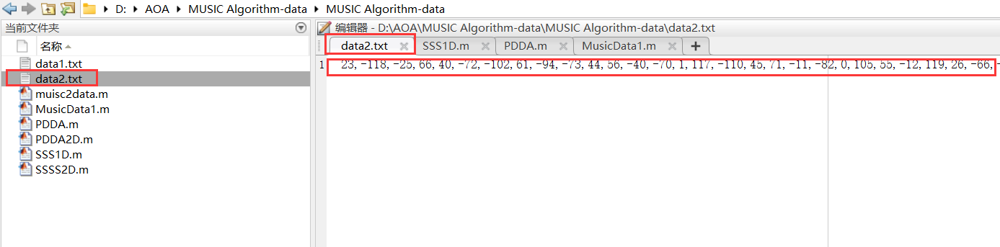 D: AOA MUSIC Algorithm-data MUSIC Algorithm-data
当前文件夹
名称
data1.txt
data2.txt
muisc2data.m
MusicData1.m
PDDA.m
PDDA2D.m
SSS1D.m
SSSS2D.m
编辑器 - D:\AOA\MUSIC Algorithm-data\MUSIC Algorithm-data\data2.txt
data2.txt SSS1D.m PDDA.m MusicData1.m +
1 23, -118, -25, 66, 40, -72, -102, 61, -94, -73, 44, 56, -40, -70, 1, 117, -110, 45, 71, -11, -82, 0, 105, 55, -12, 119, 26, -66, -